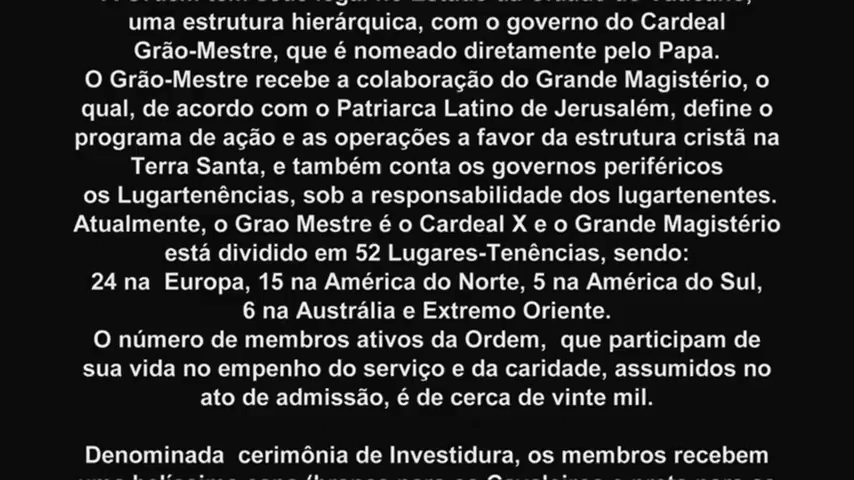 uma estrutura hierárquica, com o governo do Cardeal
Grão-Mestre, que é nomeado diretamente pelo Papa.
O Grão-Mestre recebe a colaboração do Grande Magistério, o
qual, de acordo com o Patriarca Latino de Jerusalém, define o
programa de ação e as operações a favor da estrutura cristã na
Terra Santa, e também conta os governos periféricos
os Lugartenências, sob a responsabilidade dos lugartenentes.
Atualmente, o Grao Mestre é o Cardeal X e o Grande Magistério
está dividido em 52 Lugares-Tenências, sendo:
24 na Europa, 15 na América do Norte, 5 na América do Sul,
6 na Austrália e Extremo Oriente.
O número de membros ativos da Ordem, que participam de
sua vida no empenho do serviço e da caridade, assumidos no
ato de admissão, é de cerca de vinte mil.
Denominada cerimônia de Investidura, os membros recebem